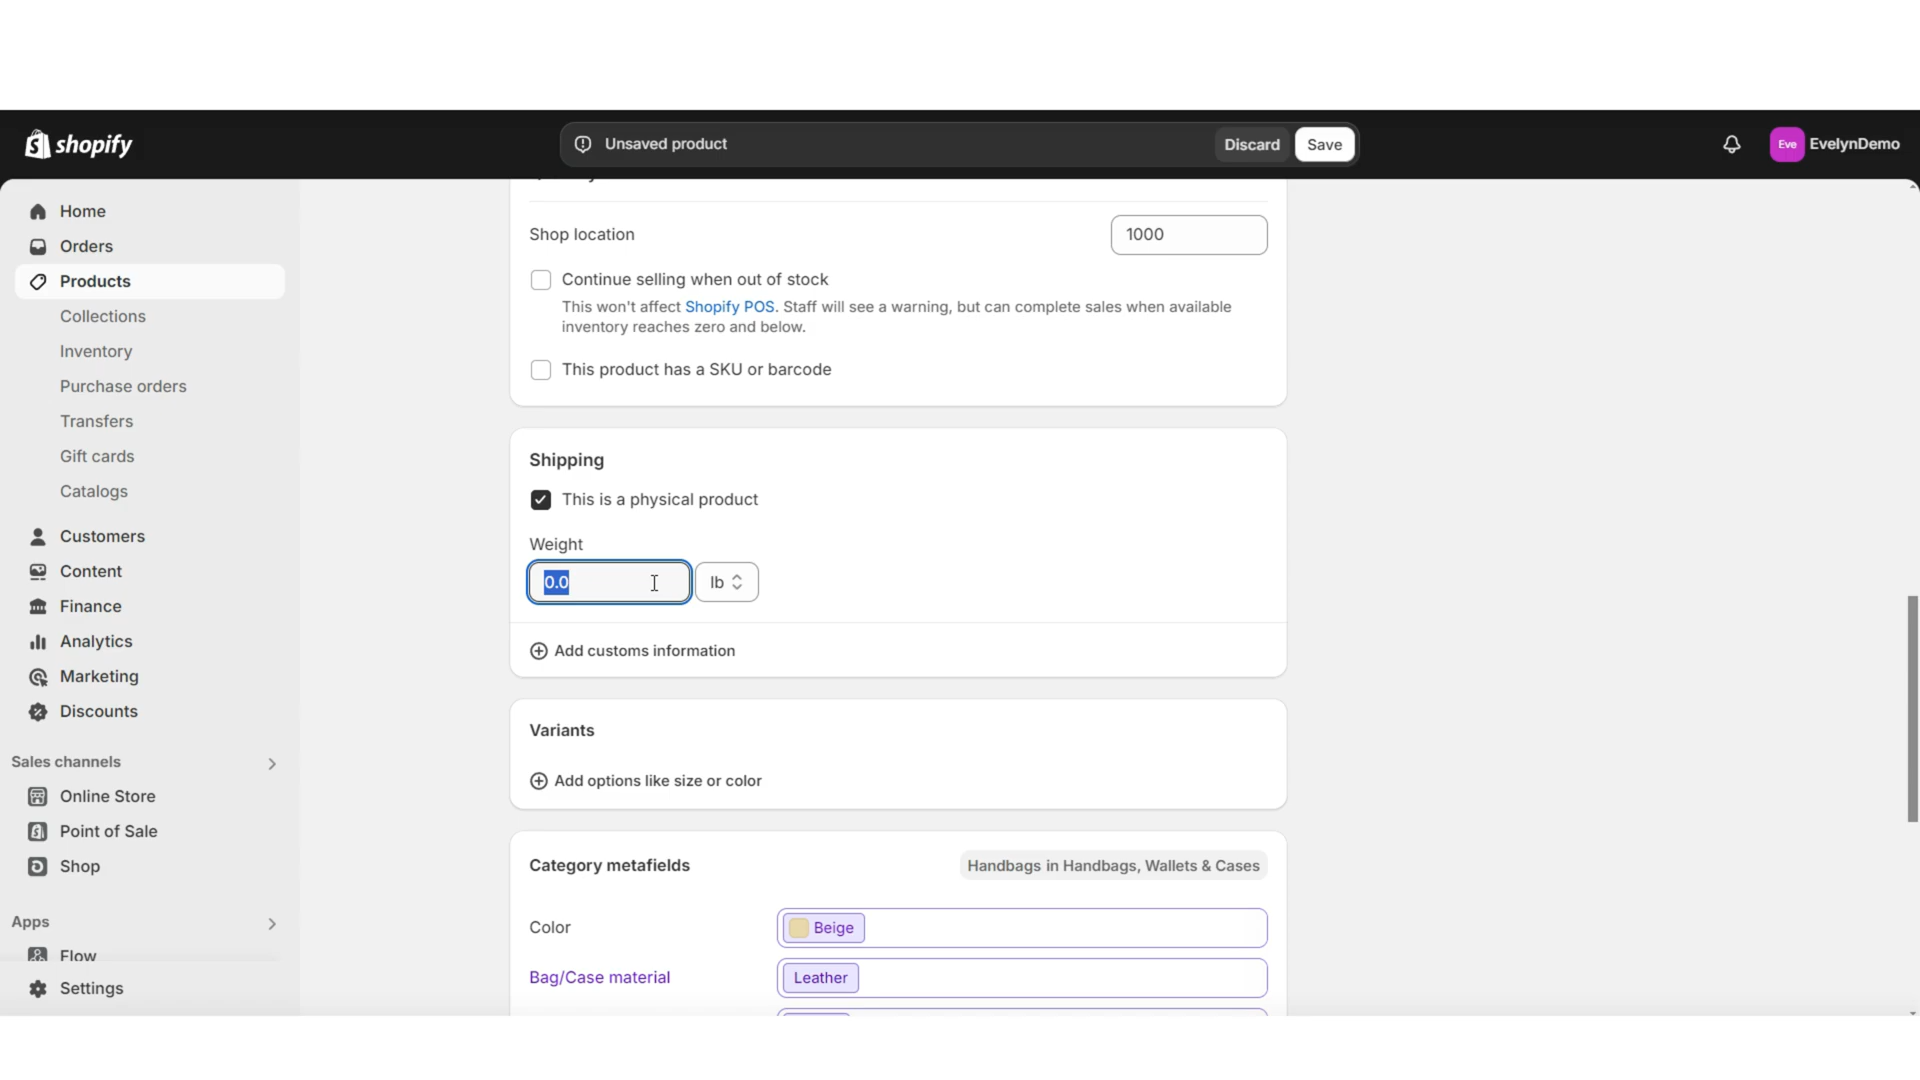 shopify
Unsaved product
Discard
Save
Eve
EvelynDemo
Home
Orders
Products
Collections
Inventory
Purchase orders
Transfers
Gift cards
Catalogs
Customers
Content
Finance
Analytics
Marketing
Discounts
Sales channels
Online Store
Point of Sale
Shop
Apps
Flow
Settings
Shop location
1000
Continue selling when out of stock
This won't affect Shopify POS. Staff will see a warning, but can complete sales when available
inventory reaches zero and below.
This product has a SKU or barcode
Shipping
This is a physical product
Weight
0.0
lb
Add customs information
Variants
Add options like size or color
Category metafields
Handbags in Handbags, Wallets & Cases
Color
Beige
Bag/Case material
Leather